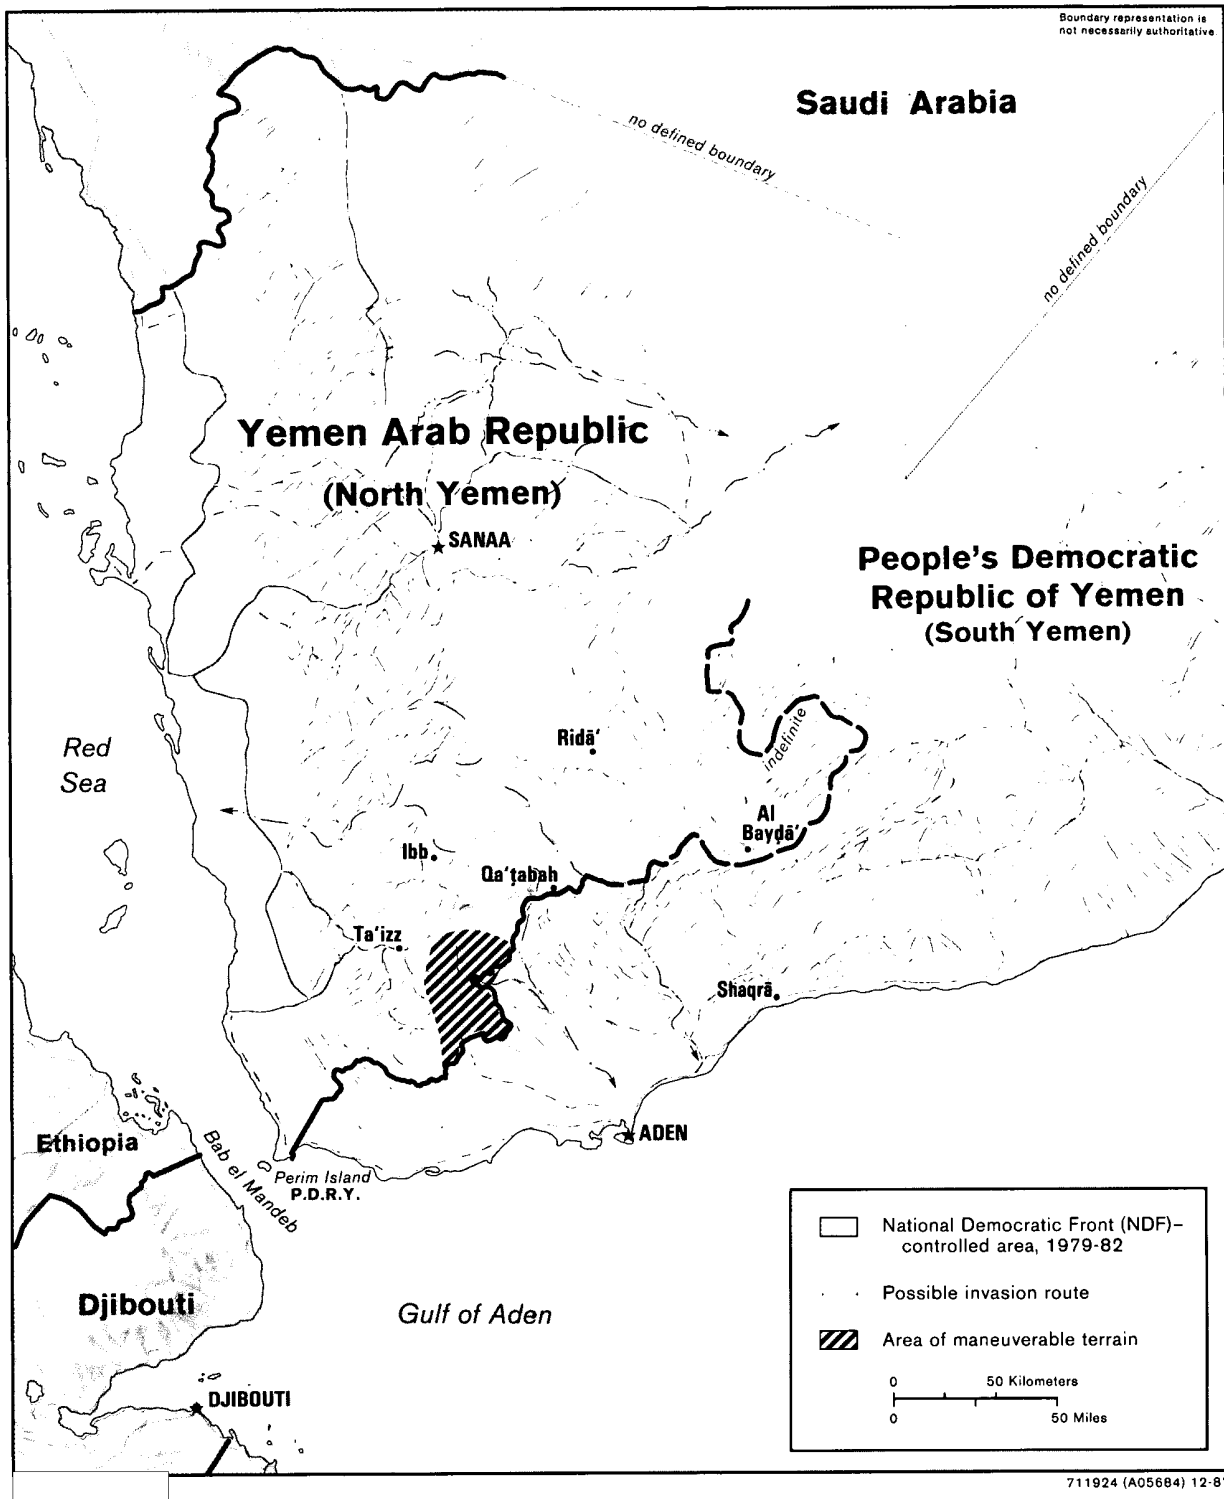 Boundary representation is
not necessarily authoritative.
Saudi Arabia
no defined boundary
no defined boundary
Yemen Arab Republic
(North Yemen)
SANAA
People's Democratic
Republic of Yemen
(South Yemen)
Red
Sea
Ridā‘
indefinite
Al
Bayḑā’
Ibb
Qa‘ţabah
Ta‘izz
Shaqrā
ADEN
Ethiopia
Bab el Mandeb
Perim Island
P.D.R.Y.
Djibouti
Gulf of Aden
DJIBOUTI
National Democratic Front (NDF)–
controlled area, 1979-82
Possible invasion route
Area of maneuverable terrain
0 50 Kilometers
0 50 Miles
711924 (A05684) 12-8